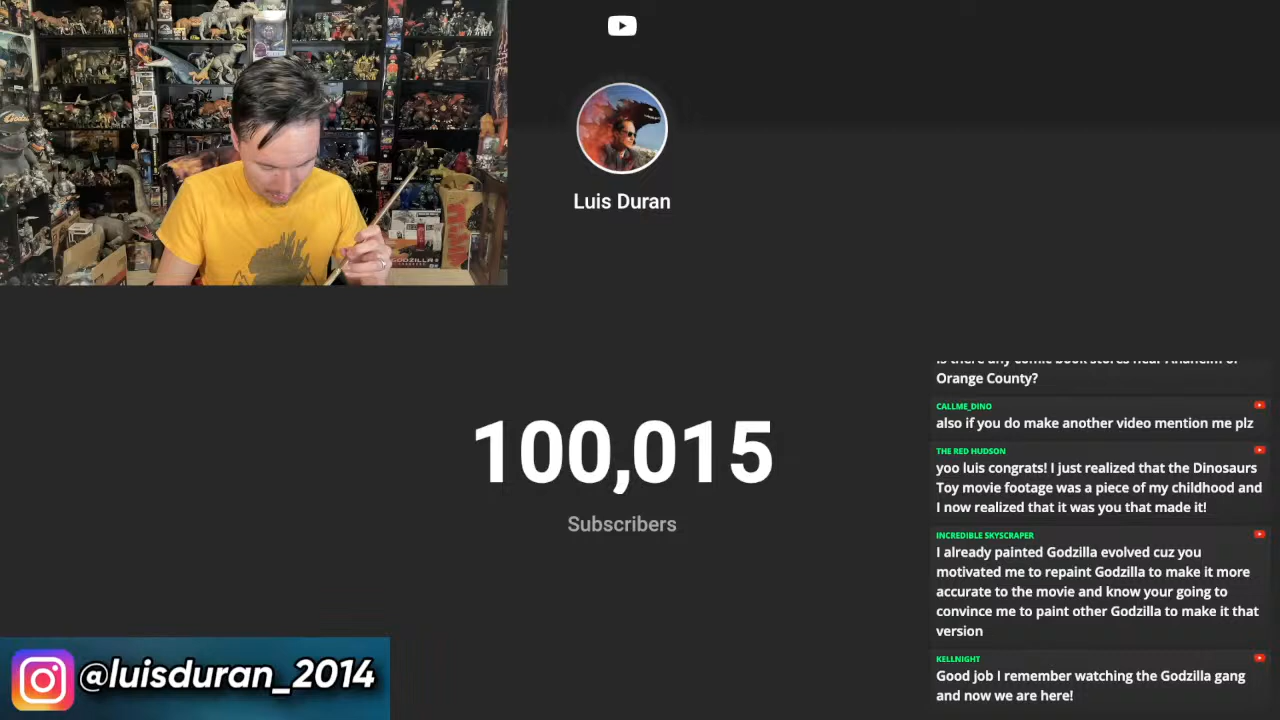 Luis Duran
100,015
Subscribers
Orange County?
CALLME_DINO
also if you do make another video mention me plz
THE RED HUDSON
yoo luis congrats! I just realized that the Dinosaurs
Toy movie footage was a piece of my childhood and
I now realized that it was you that made it!
INCREDIBLE SKYSCRAPER
I already painted Godzilla evolved cuz you
motivated me to repaint Godzilla to make it more
accurate to the movie and know your going to
convince me to paint other Godzilla to make it that
version
KELLNIGHT
Good job I remember watching the Godzilla gang
and now we are here!
@luisduran_2014